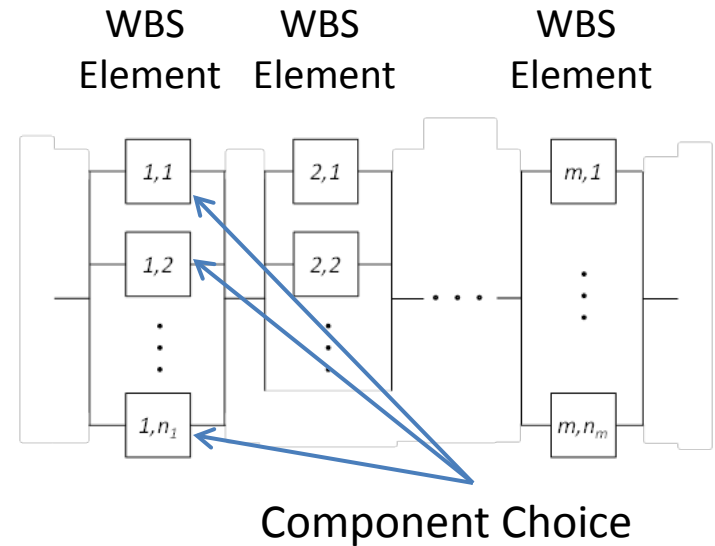 WBS
Element
WBS
Element
WBS
Element
1,1
2,1
m,1
1,2
2,2
1,n₁
m,nₘ
Component Choice